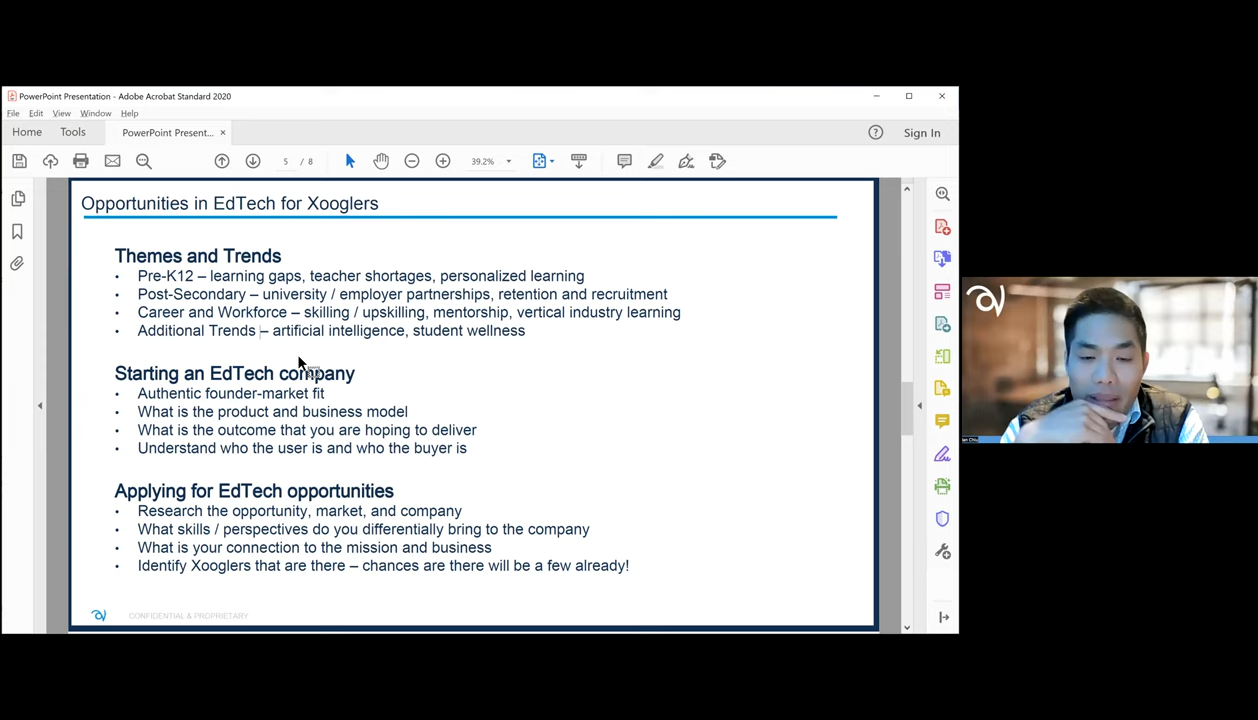 PowerPoint Presentation - Adobe Acrobat Standard 2020
File Edit View Window Help
Home Tools PowerPoint Present... × Sign In
5 / 8 39.2%
Opportunities in EdTech for Xooglers
Themes and Trends
• Pre-K12 – learning gaps, teacher shortages, personalized learning
• Post-Secondary – university / employer partnerships, retention and recruitment
• Career and Workforce – skilling / upskilling, mentorship, vertical industry learning
• Additional Trends – artificial intelligence, student wellness
Starting an EdTech company
• Authentic founder-market fit
• What is the product and business model
• What is the outcome that you are hoping to deliver
• Understand who the user is and who the buyer is
Applying for EdTech opportunities
• Research the opportunity, market, and company
• What skills / perspectives do you differentially bring to the company
• What is your connection to the mission and business
• Identify Xooglers that are there – chances are there will be a few already!
CONFIDENTIAL & PROPRIETARY